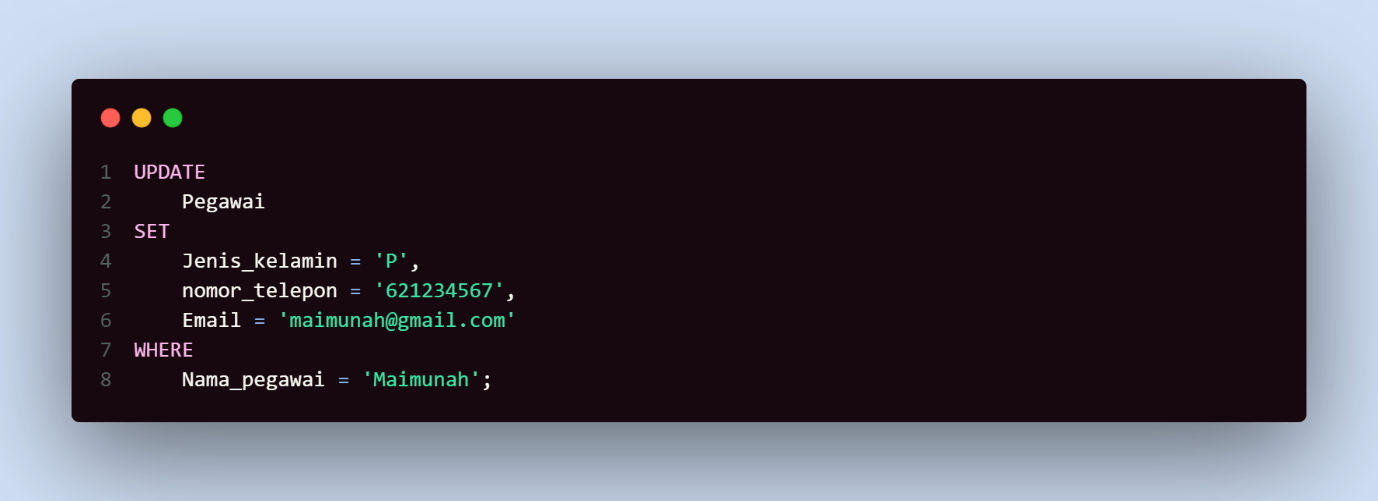 1 UPDATE
2     Pegawai
3 SET
4     Jenis_kelamin = 'P',
5     nomor_telepon = '621234567',
6     Email = 'maimunah@gmail.com'
7 WHERE
8     Nama_pegawai = 'Maimunah';